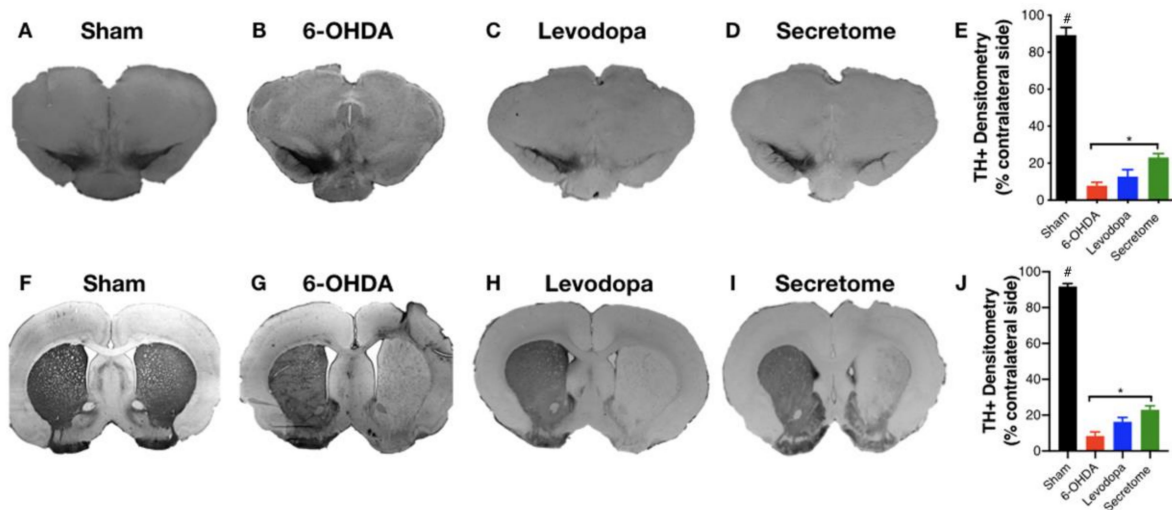 A Sham
B 6-OHDA
C Levodopa
D Secretome
E
TH+ Densitometry
(% contralateral side)
100
80
60
40
20
0
#
*
Sham
6-OHDA
Levodopa
Secretome
F Sham
G 6-OHDA
H Levodopa
I Secretome
J
TH+ Densitometry
(% contralateral side)
100
80
60
40
20
0
#
*
Sham
6-OHDA
Levodopa
Secretome